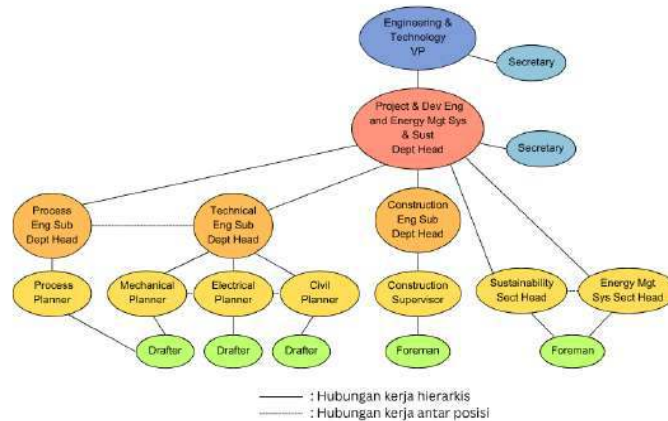 Engineering &
Technology
VP
Secretary
Project & Dev Eng
and Energy Mgt Sys
& Sust
Dept Head
Secretary
Process
Eng Sub
Dept Head
Technical
Eng Sub
Dept Head
Construction
Eng Sub
Dept Head
Process
Planner
Mechanical
Planner
Electrical
Planner
Civil
Planner
Construction
Supervisor
Sustainability
Sect Head
Energy Mgt
Sys Sect Head
Drafter
Drafter
Drafter
Foreman
Foreman
: Hubungan kerja hierarkis
: Hubungan kerja antar posisi